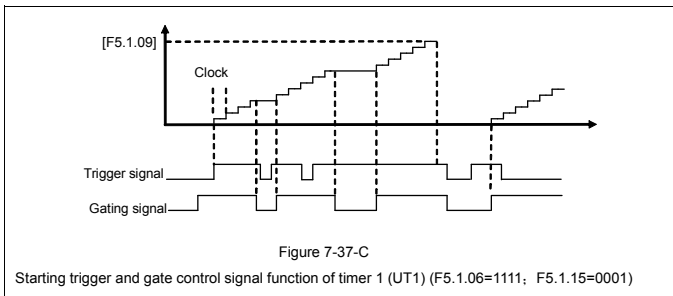 [F5.1.09]
Clock
Trigger signal
Gating signal
Figure 7-37-C
Starting trigger and gate control signal function of timer 1 (UT1) (F5.1.06=1111；F5.1.15=0001)